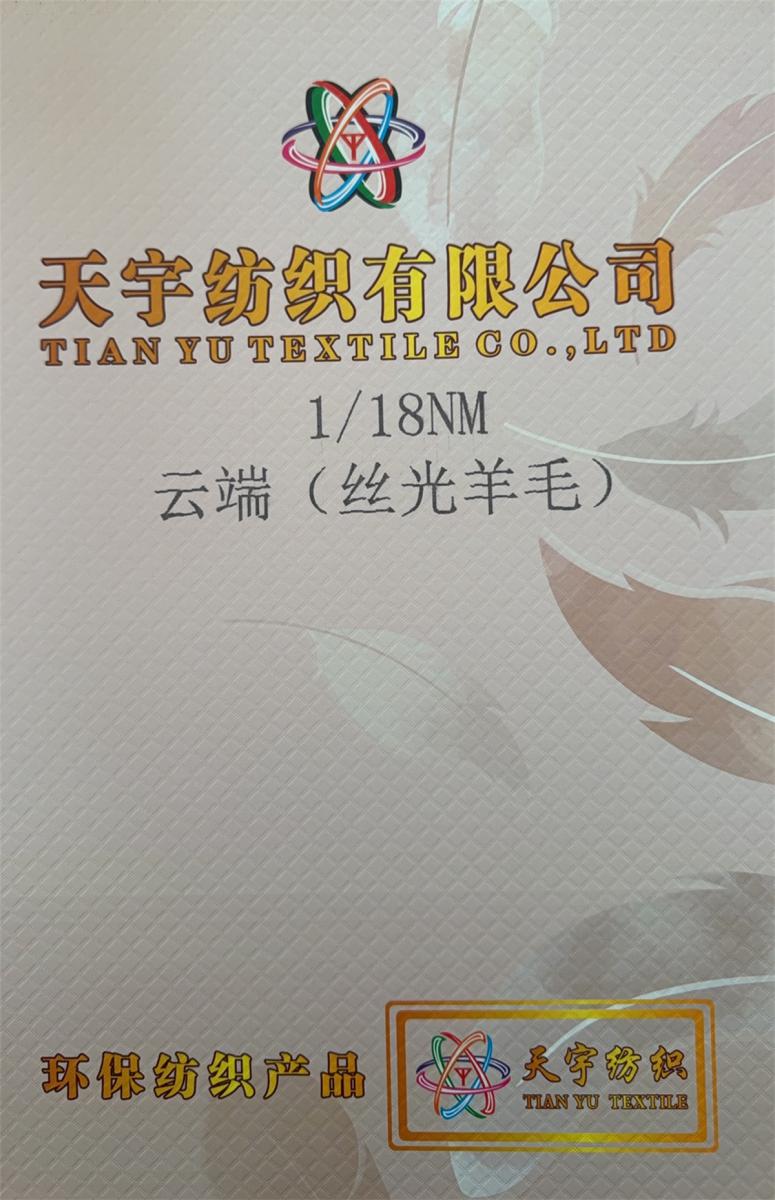 天宇纺织有限公司
TIAN YU TEXTILE CO.,LTD
1/18NM
云端（丝光羊毛）
环保纺织产品
天宇纺织
TIAN YU TEXTILE